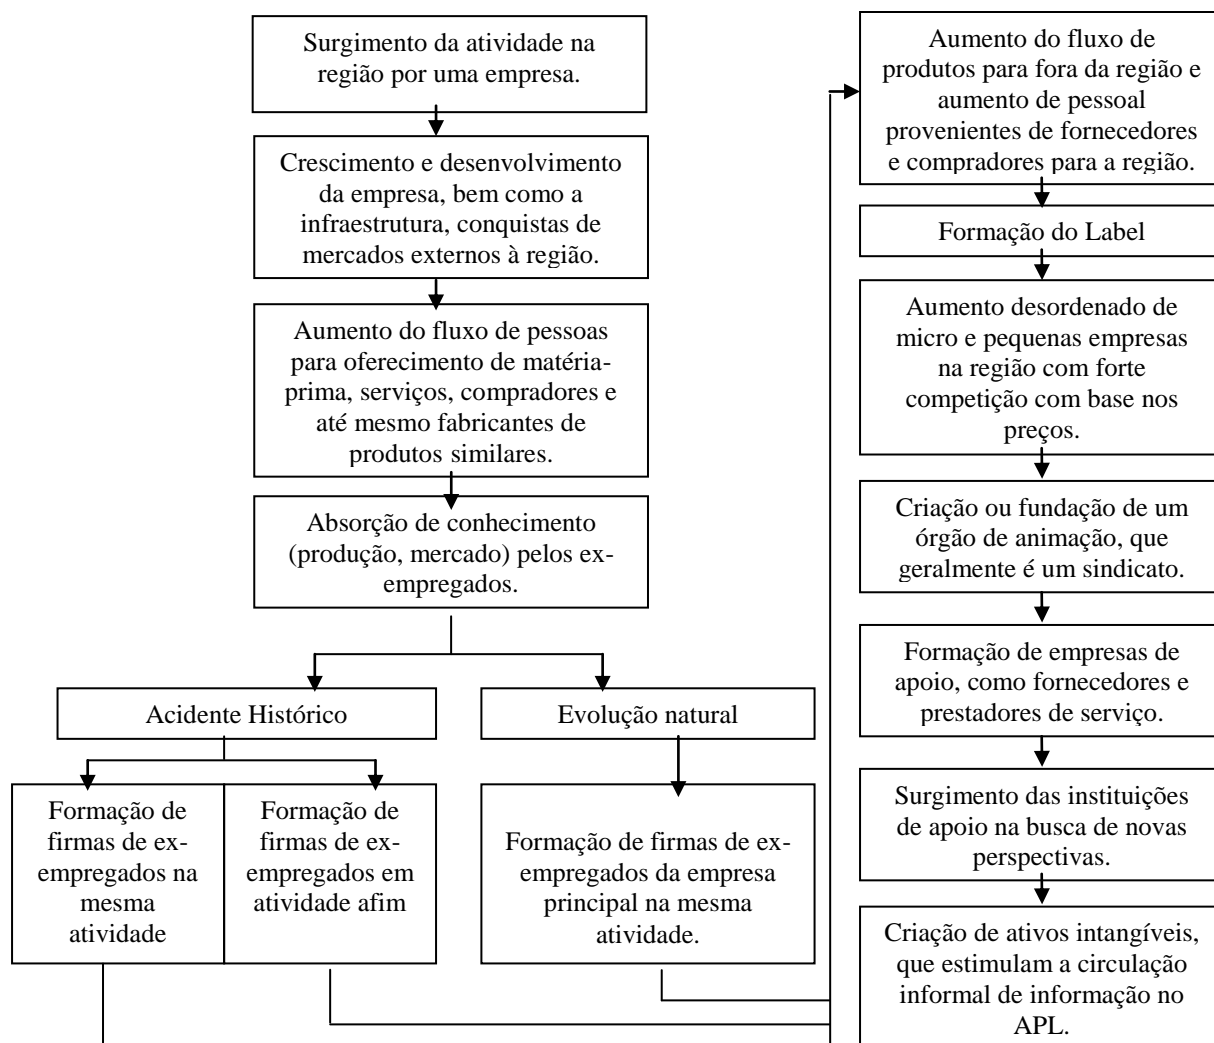 Surgimento da atividade na
região por uma empresa.
Crescimento e desenvolvimento
da empresa, bem como a
infraestrutura, conquistas de
mercados externos à região.
Aumento do fluxo de pessoas
para oferecimento de matéria-
prima, serviços, compradores e
até mesmo fabricantes de
produtos similares.
Absorção de conhecimento
(produção, mercado) pelos ex-
empregados.
Acidente Histórico
Evolução natural
Formação de
firmas de ex-
empregados na
mesma
atividade
Formação de
firmas de ex-
empregados em
atividade afim
Formação de firmas de ex-
empregados da empresa
principal na mesma
atividade.
Aumento do fluxo de
produtos para fora da região e
aumento de pessoal
provenientes de fornecedores
e compradores para a região.
Formação do Label
Aumento desordenado de
micro e pequenas empresas
na região com forte
competição com base nos
preços.
Criação ou fundação de um
órgão de animação, que
geralmente é um sindicato.
Formação de empresas de
apoio, como fornecedores e
prestadores de serviço.
Surgimento das instituições
de apoio na busca de novas
perspectivas.
Criação de ativos intangíveis,
que estimulam a circulação
informal de informação no
APL.